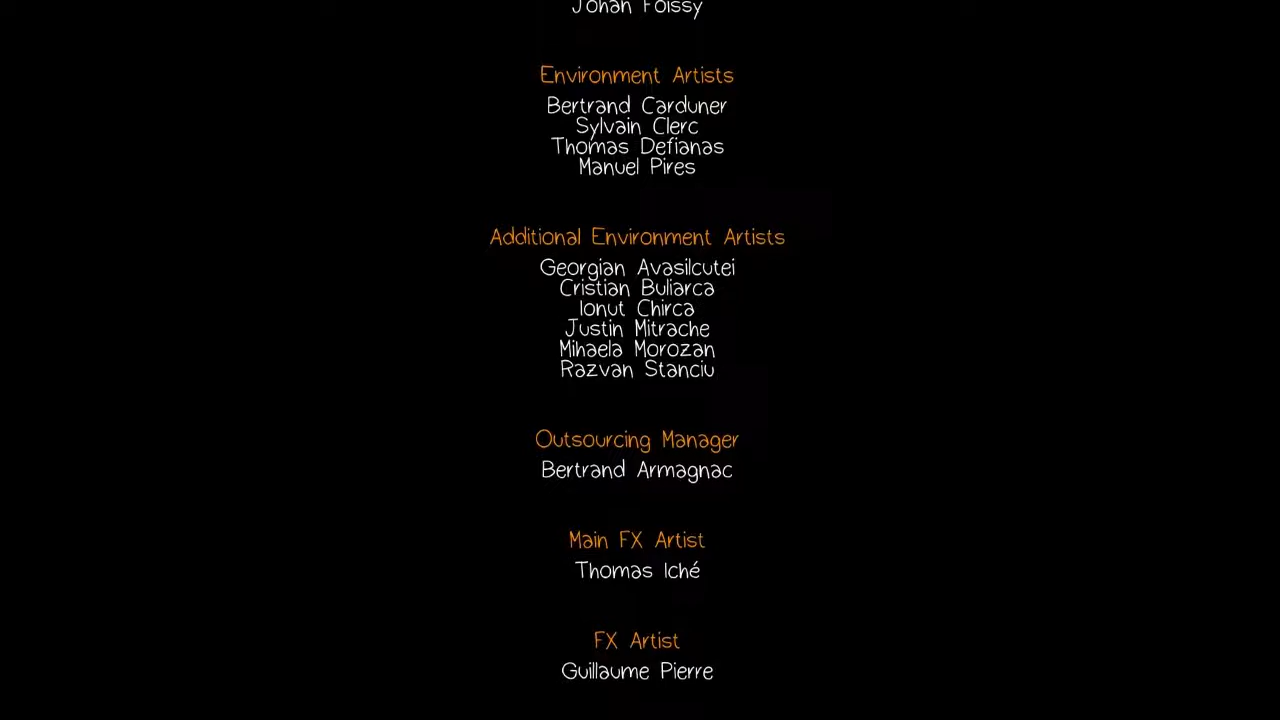 Johan Foissy
Environment Artists
Bertrand Carduner
Sylvain Clerc
Thomas Defianas
Manuel Pires
Additional Environment Artists
Georgian Avasilcutei
Cristian Buliarca
Ionut Chirca
Justin Mitrache
Mihaela Morozan
Razvan Stanciu
Outsourcing Manager
Bertrand Armagnac
Main FX Artist
Thomas Iché
FX Artist
Guillaume Pierre